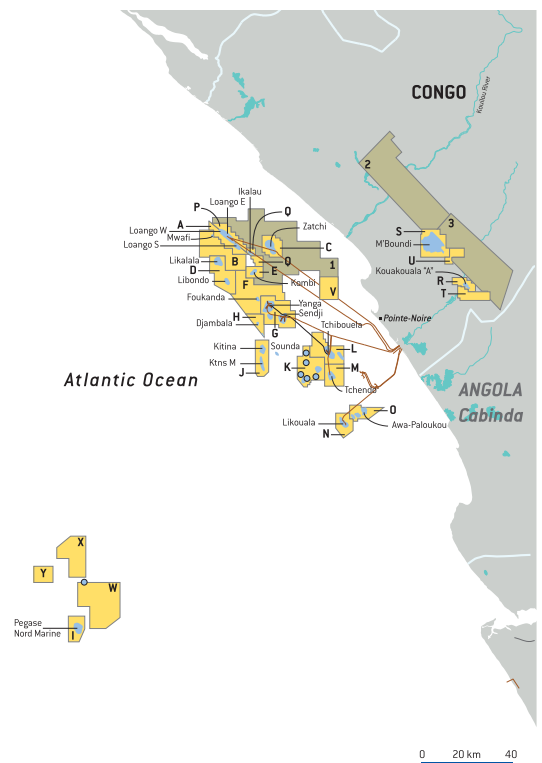 CONGO
Kouilou River
2
Ikalau
P
Loango E
Q
3
A
Zatchi
Loango W
S
Mwafi
M'Boundi
Loango S
C
Likalala
B
Q
1
U
D
E
Kouakouala "A"
Libondo
F
Kombi
R
V
T
Foukanda
Yanga
Sendji
H
Pointe-Noire
Djambala
Tchibouela
G
Kitina
Sounda
L
Ktns M
K
M
J
Tchendo
Atlantic Ocean
ANGOLA
Cabinda
O
Likouala
Awa-Paloukou
N
X
Y
W
Pegase
Nord Marine
I
0 20 km 40